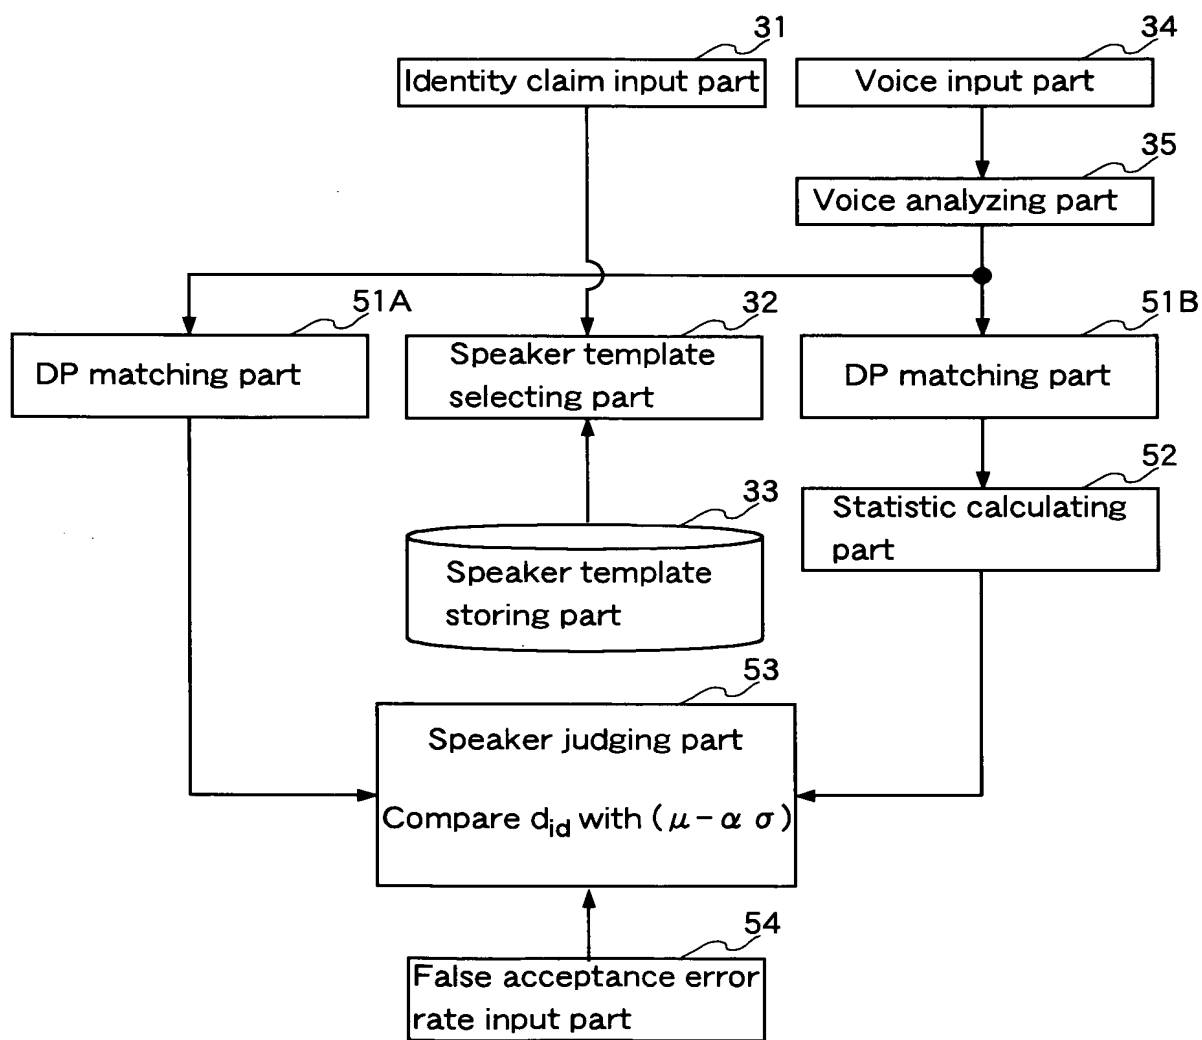 31
Identity claim input part
34
Voice input part
35
Voice analyzing part
51A
DP matching part
32
Speaker template
selecting part
51B
DP matching part
33
Speaker template
storing part
52
Statistic calculating
part
53
Speaker judging part
Compare d_id with (μ - α σ)
54
False acceptance error
rate input part